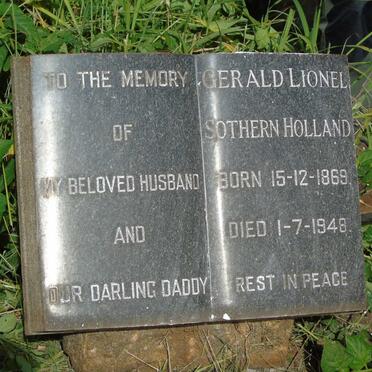 TO THE MEMORY
OF
MY BELOVED HUSBAND
AND
OUR DARLING DADDY
GERALD LIONEL
SOTHERN HOLLAND
BORN 15-12-1869
DIED 1-7-1948
REST IN PEACE